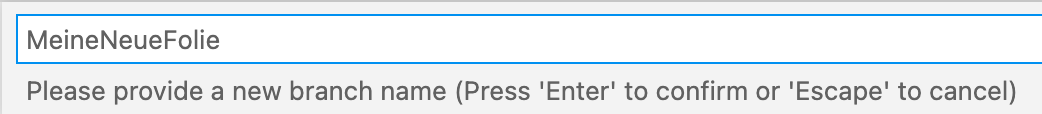 MeineNeueFolie
Please provide a new branch name (Press 'Enter' to confirm or 'Escape' to cancel)